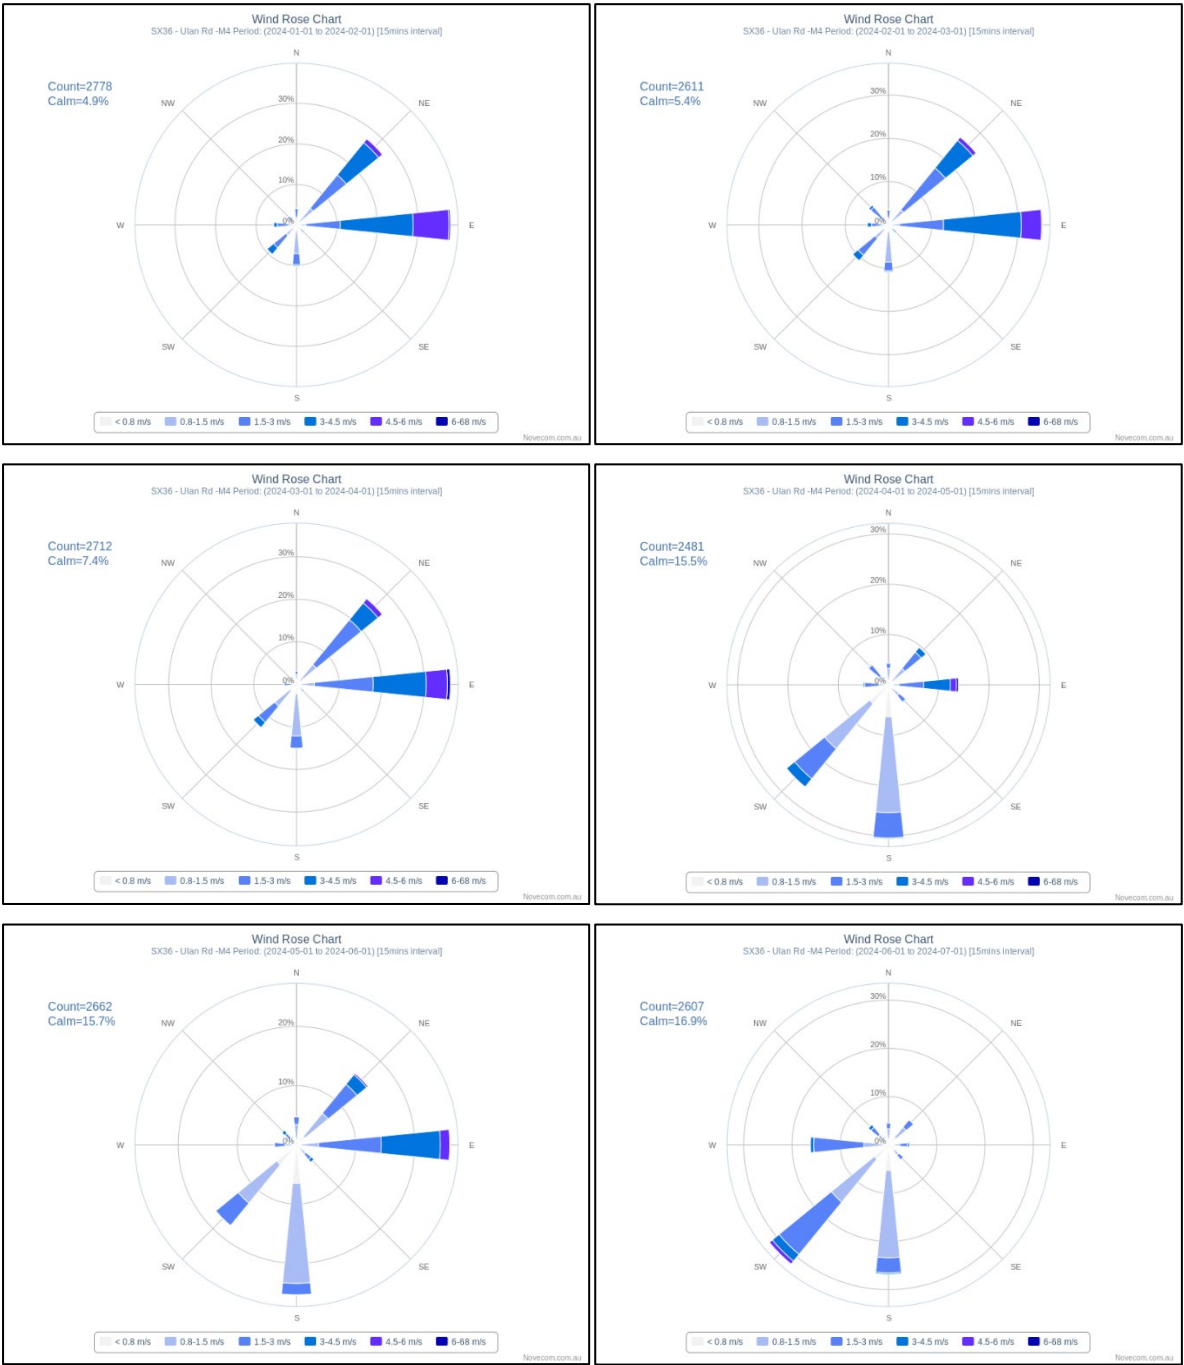 Wind Rose Chart
SX36 - Ulan Rd -M4 Period: (2024-01-01 to 2024-02-01) [15mins interval]
Count=2778
Calm=4.9%
N
NE
E
SE
S
SW
W
NW
0%
10%
20%
30%
< 0.8 m/s 0.8-1.5 m/s 1.5-3 m/s 3-4.5 m/s 4.5-6 m/s 6-68 m/s
Novecom.com.au
Wind Rose Chart
SX36 - Ulan Rd -M4 Period: (2024-02-01 to 2024-03-01) [15mins interval]
Count=2611
Calm=5.4%
N
NE
E
SE
S
SW
W
NW
0%
10%
20%
30%
< 0.8 m/s 0.8-1.5 m/s 1.5-3 m/s 3-4.5 m/s 4.5-6 m/s 6-68 m/s
Novecom.com.au
Wind Rose Chart
SX36 - Ulan Rd -M4 Period: (2024-03-01 to 2024-04-01) [15mins interval]
Count=2712
Calm=7.4%
N
NE
E
SE
S
SW
W
NW
0%
10%
20%
30%
< 0.8 m/s 0.8-1.5 m/s 1.5-3 m/s 3-4.5 m/s 4.5-6 m/s 6-68 m/s
Novecom.com.au
Wind Rose Chart
SX36 - Ulan Rd -M4 Period: (2024-04-01 to 2024-05-01) [15mins interval]
Count=2481
Calm=15.5%
N
NE
E
SE
S
SW
W
NW
0%
10%
20%
30%
< 0.8 m/s 0.8-1.5 m/s 1.5-3 m/s 3-4.5 m/s 4.5-6 m/s 6-68 m/s
Novecom.com.au
Wind Rose Chart
SX36 - Ulan Rd -M4 Period: (2024-05-01 to 2024-06-01) [15mins interval]
Count=2662
Calm=15.7%
N
NE
E
SE
S
SW
W
NW
0%
10%
20%
< 0.8 m/s 0.8-1.5 m/s 1.5-3 m/s 3-4.5 m/s 4.5-6 m/s 6-68 m/s
Novecom.com.au
Wind Rose Chart
SX36 - Ulan Rd -M4 Period: (2024-06-01 to 2024-07-01) [15mins interval]
Count=2607
Calm=16.9%
N
NE
E
SE
S
SW
W
NW
0%
10%
20%
30%
< 0.8 m/s 0.8-1.5 m/s 1.5-3 m/s 3-4.5 m/s 4.5-6 m/s 6-68 m/s
Novecom.com.au